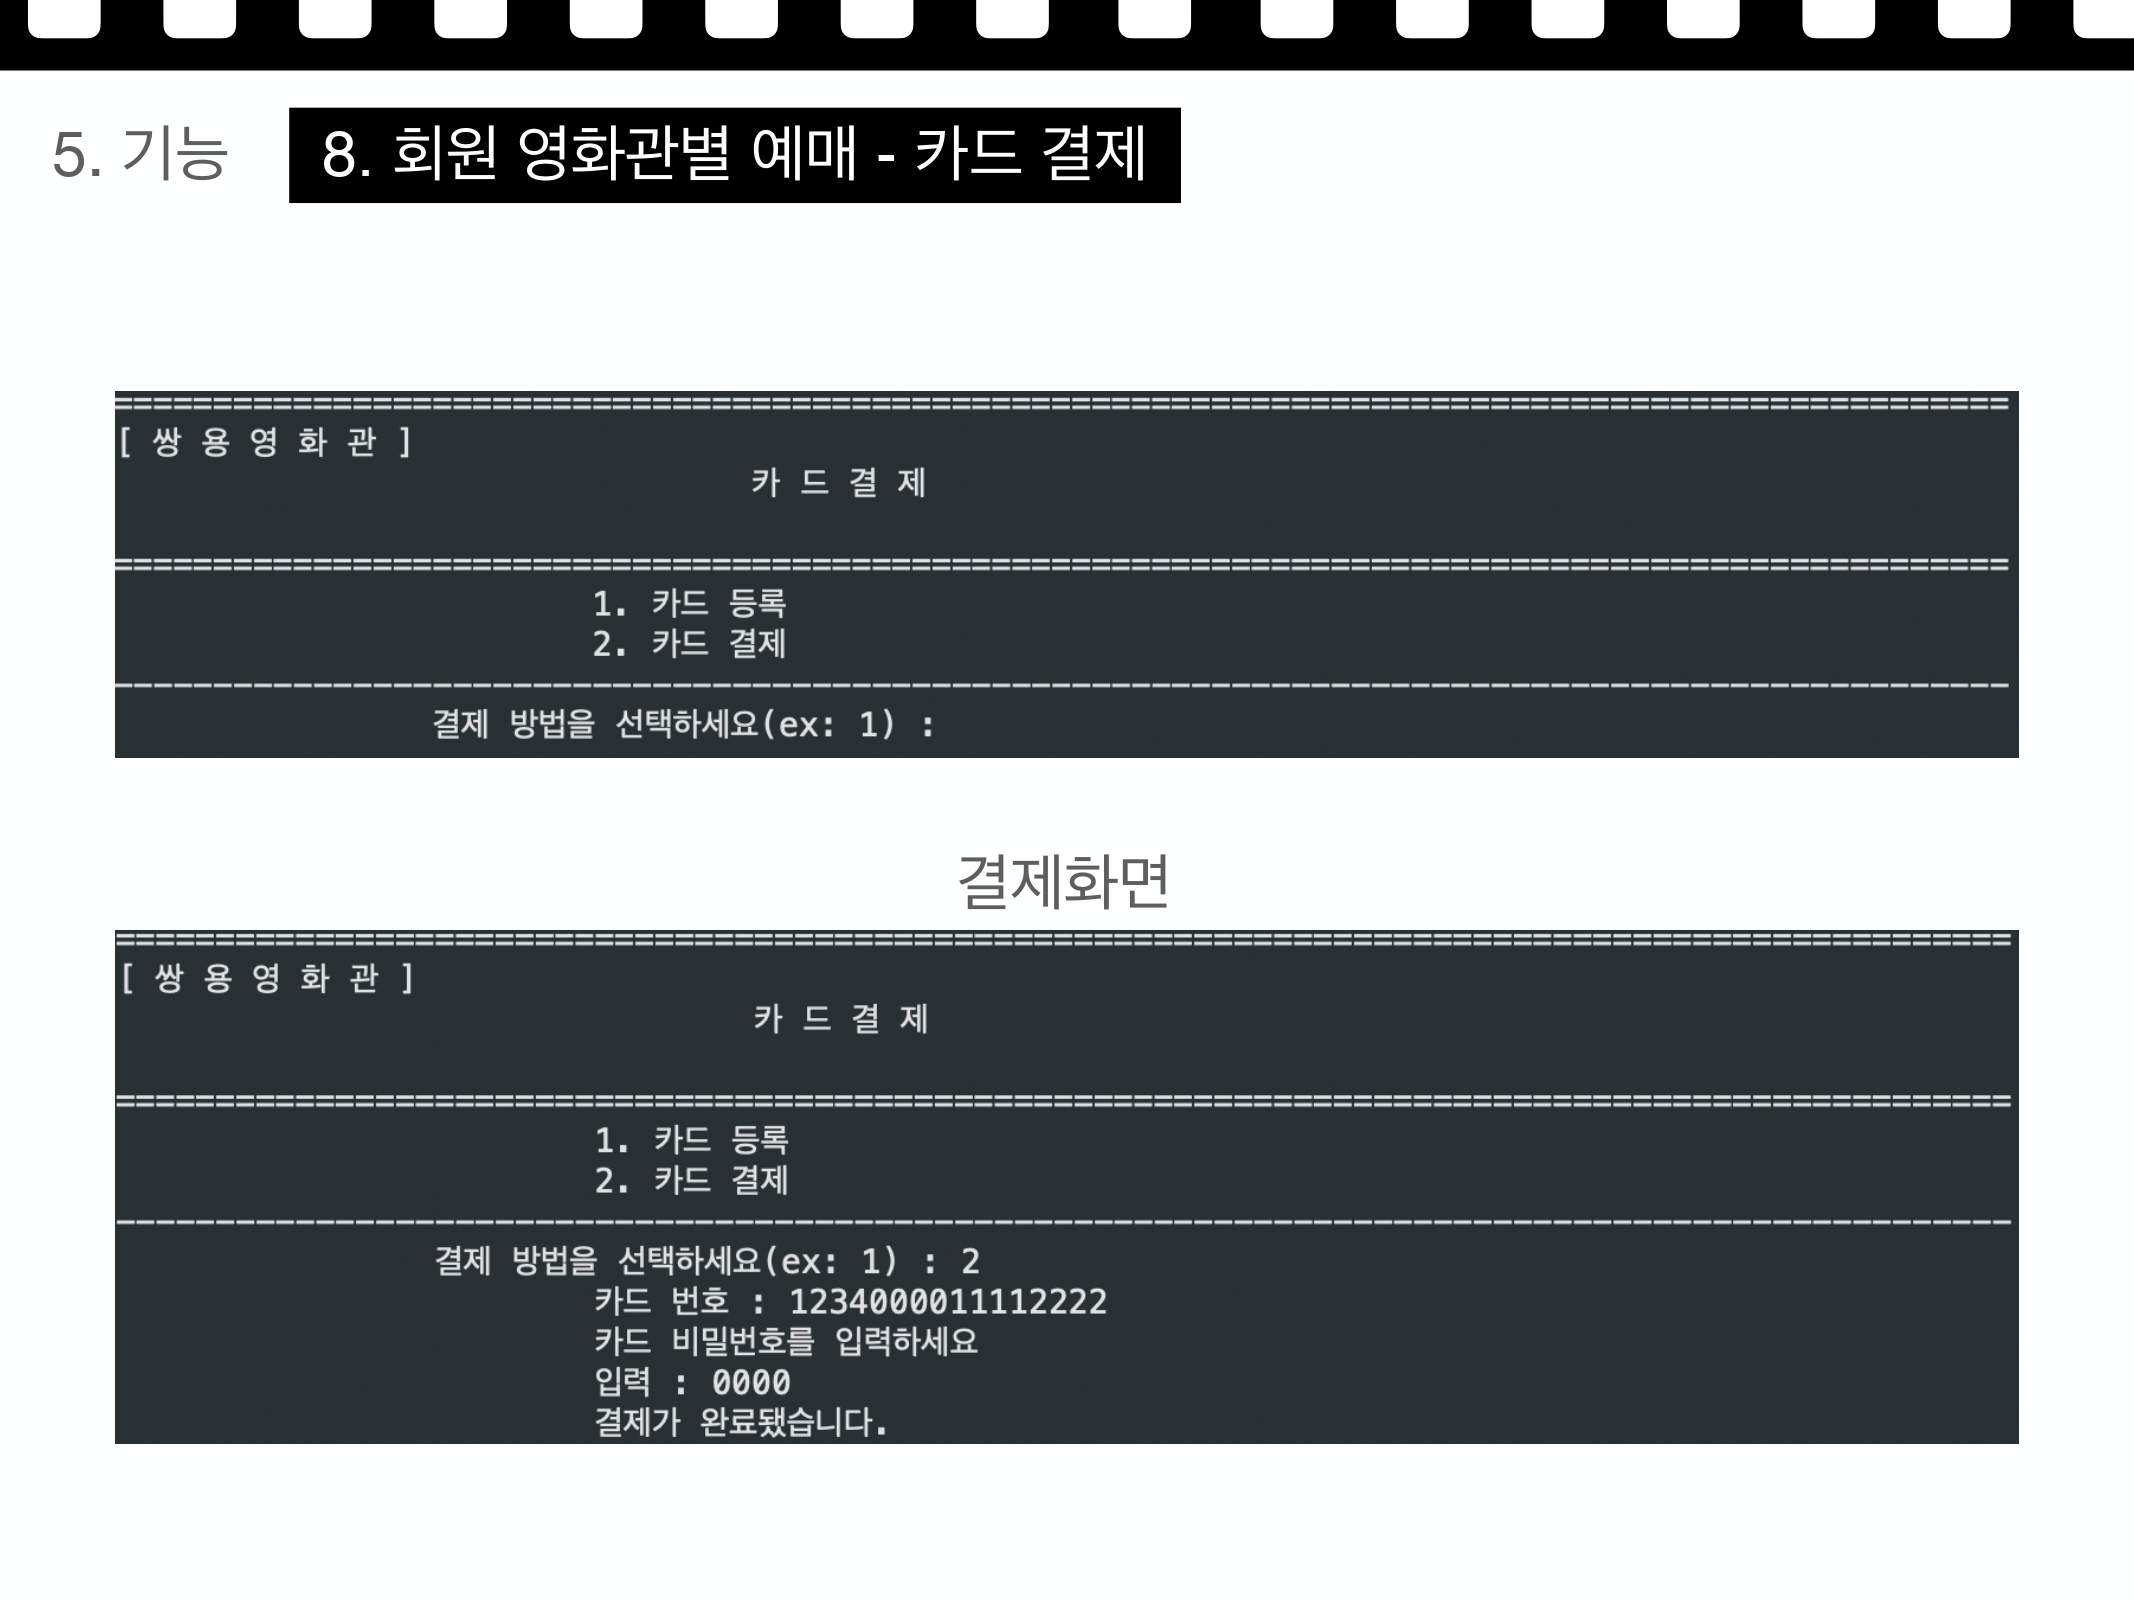 5. 기능
8. 회원 영화관별 예매 - 카드 결제
===============================================================================================
[ 쌍 용 영 화 관 ]
카 드 결 제
===============================================================================================
1. 카드 등록
2. 카드 결제
-----------------------------------------------------------------------------------------------
결제 방법을 선택하세요(ex: 1) :
결제화면
===============================================================================================
[ 쌍 용 영 화 관 ]
카 드 결 제
===============================================================================================
1. 카드 등록
2. 카드 결제
-----------------------------------------------------------------------------------------------
결제 방법을 선택하세요(ex: 1) : 2
카드 번호 : 1234000011112222
카드 비밀번호를 입력하세요
입력 : 0000
결제가 완료됐습니다.